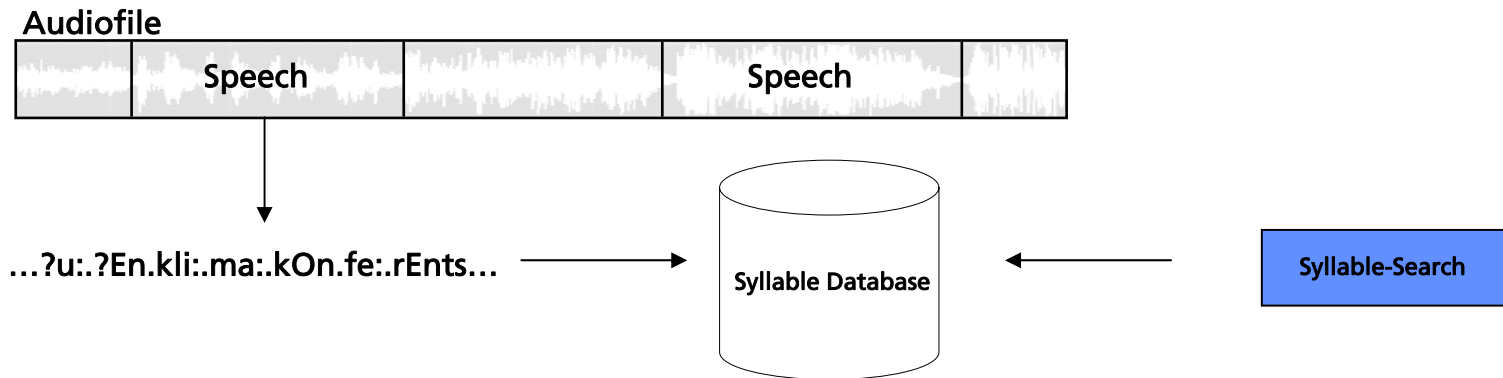 Audiofile
Speech
Speech
...?u:.?En.kli:.ma:.kOn.fe:.rEnts...
Syllable Database
Syllable-Search